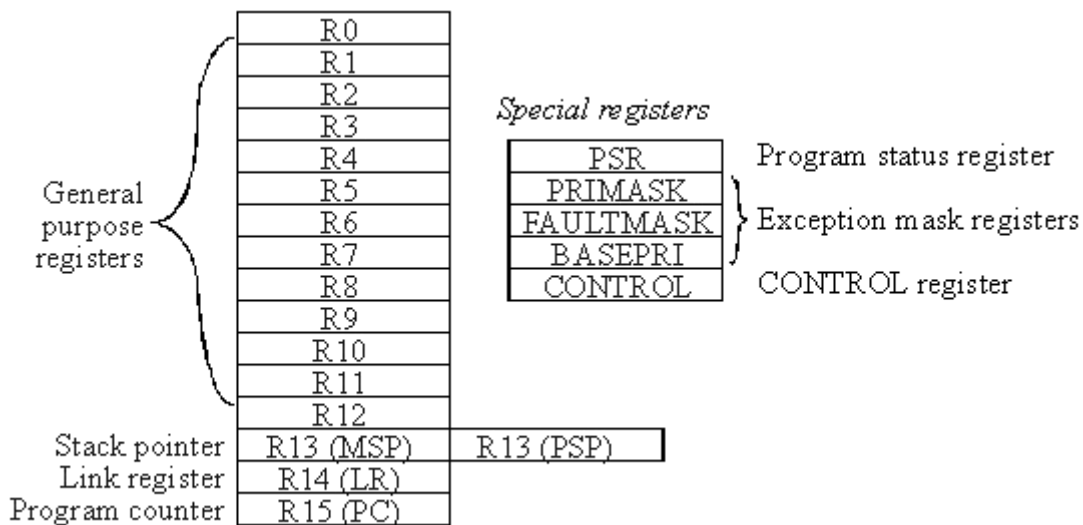 R0
R1
R2
R3
R4
R5
R6
R7
R8
R9
R10
R11
R12
General
purpose
registers
Stack pointer R13 (MSP) R13 (PSP)
Link register R14 (LR)
Program counter R15 (PC)
Special registers
PSR Program status register
PRIMASK
FAULTMASK Exception mask registers
BASEPRI
CONTROL CONTROL register